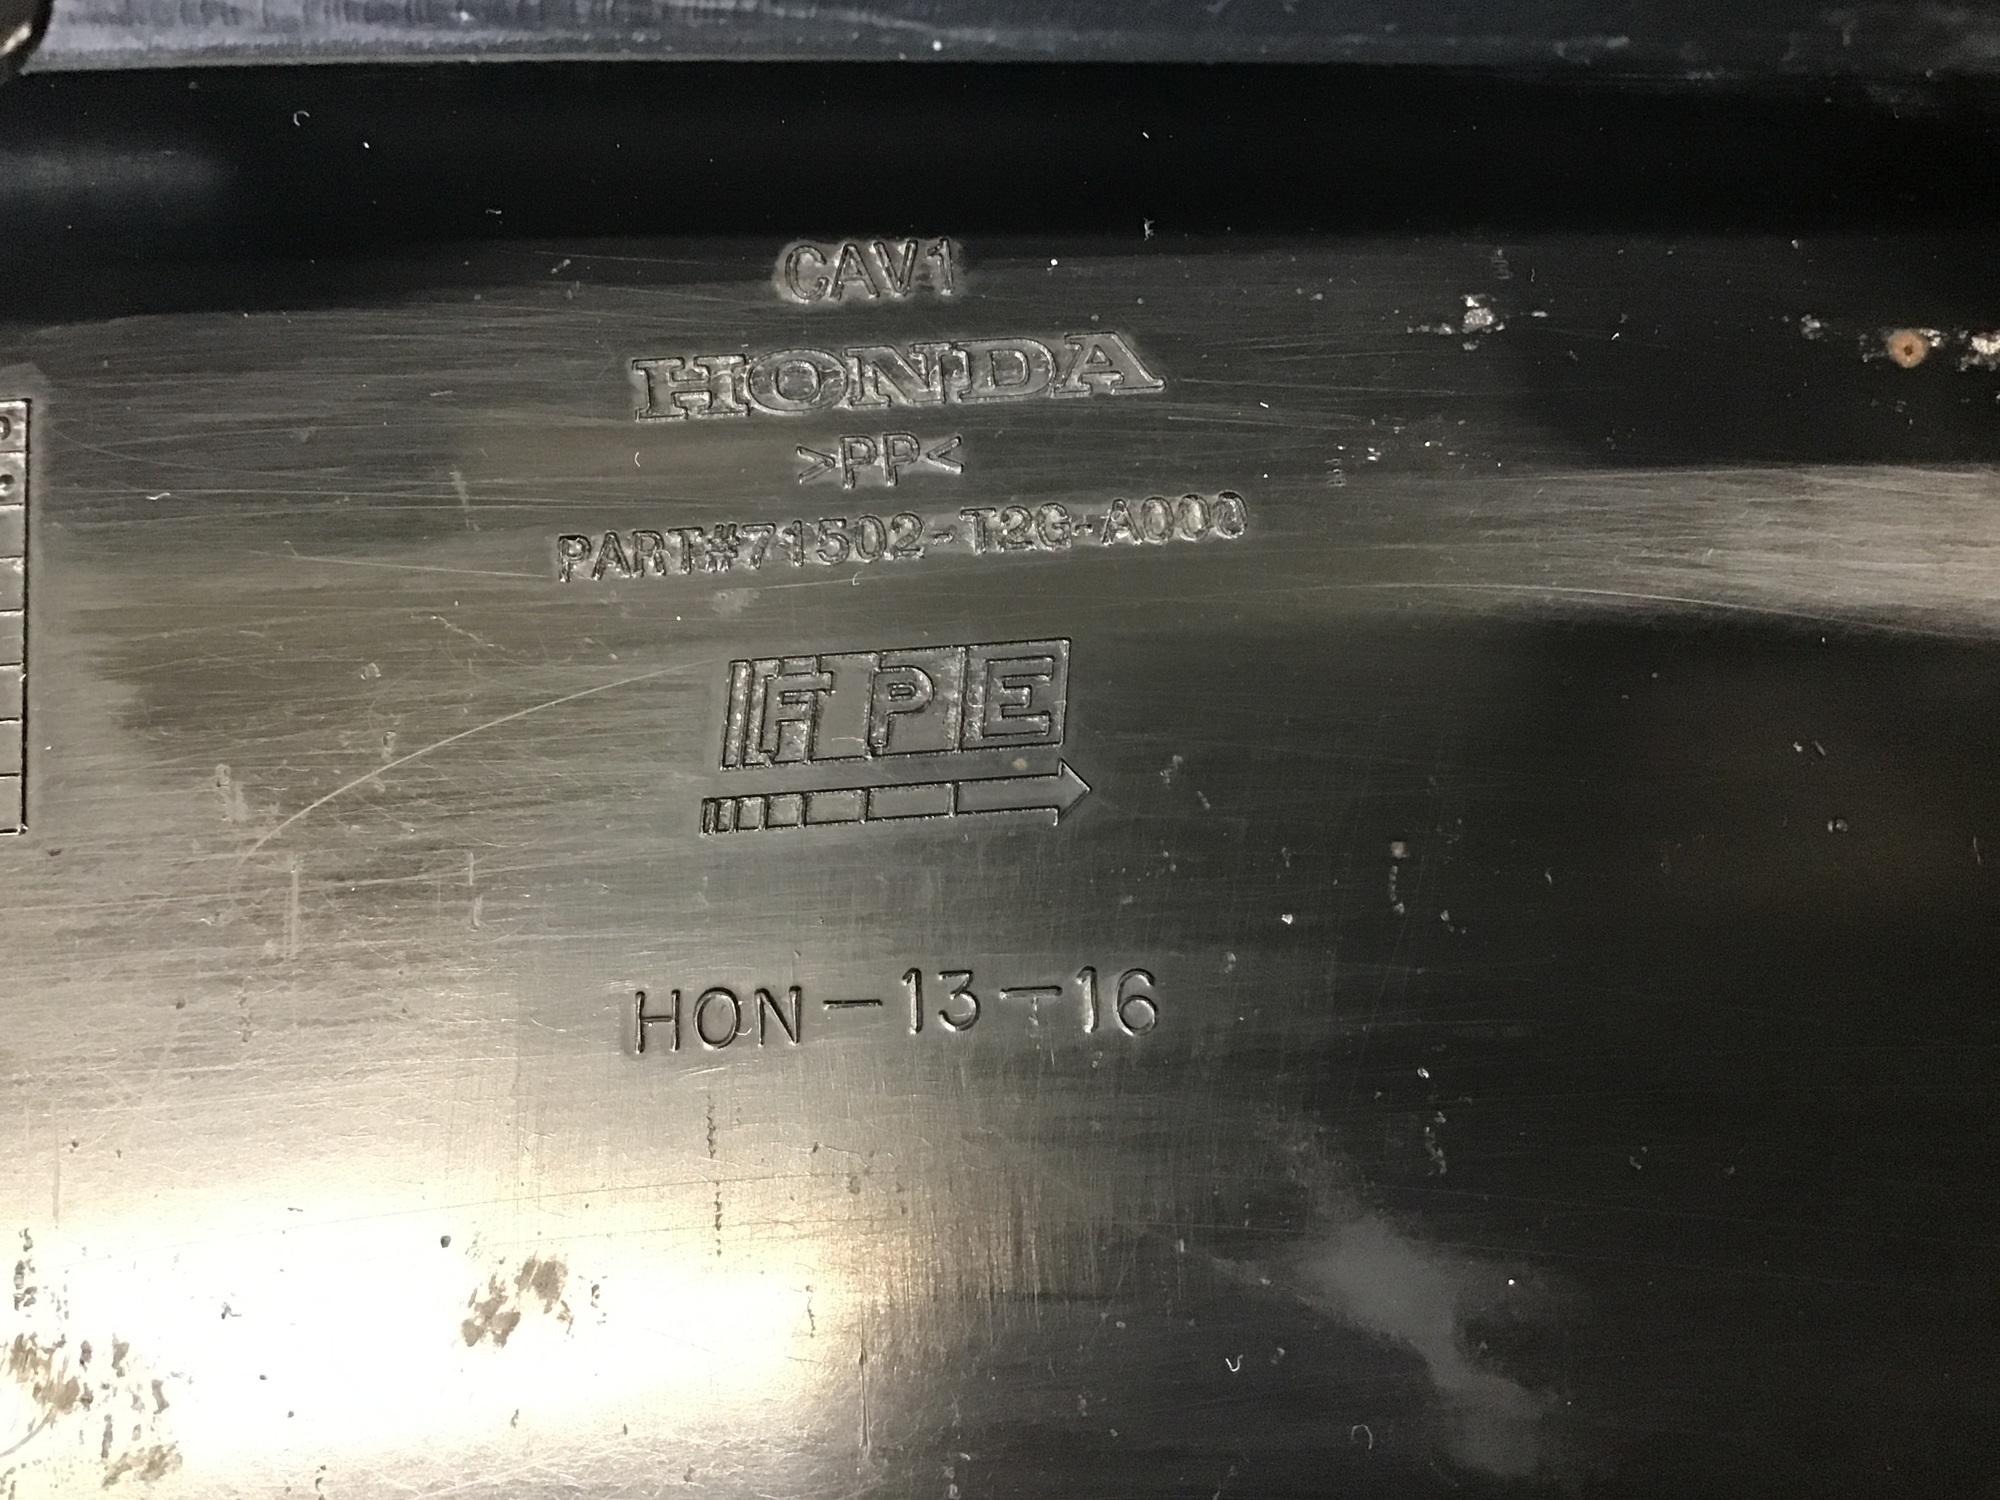 CAV1
HONDA
>PP<
PART#71502-T2G-A000
FPE
HON-13-16